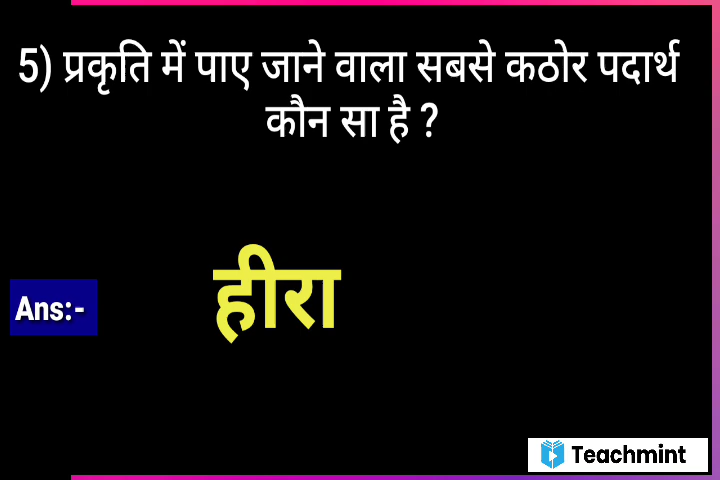 5) प्रकृति में पाए जाने वाला सबसे कठोर पदार्थ
कौन सा है ?
Ans:- हीरा
Teachmint